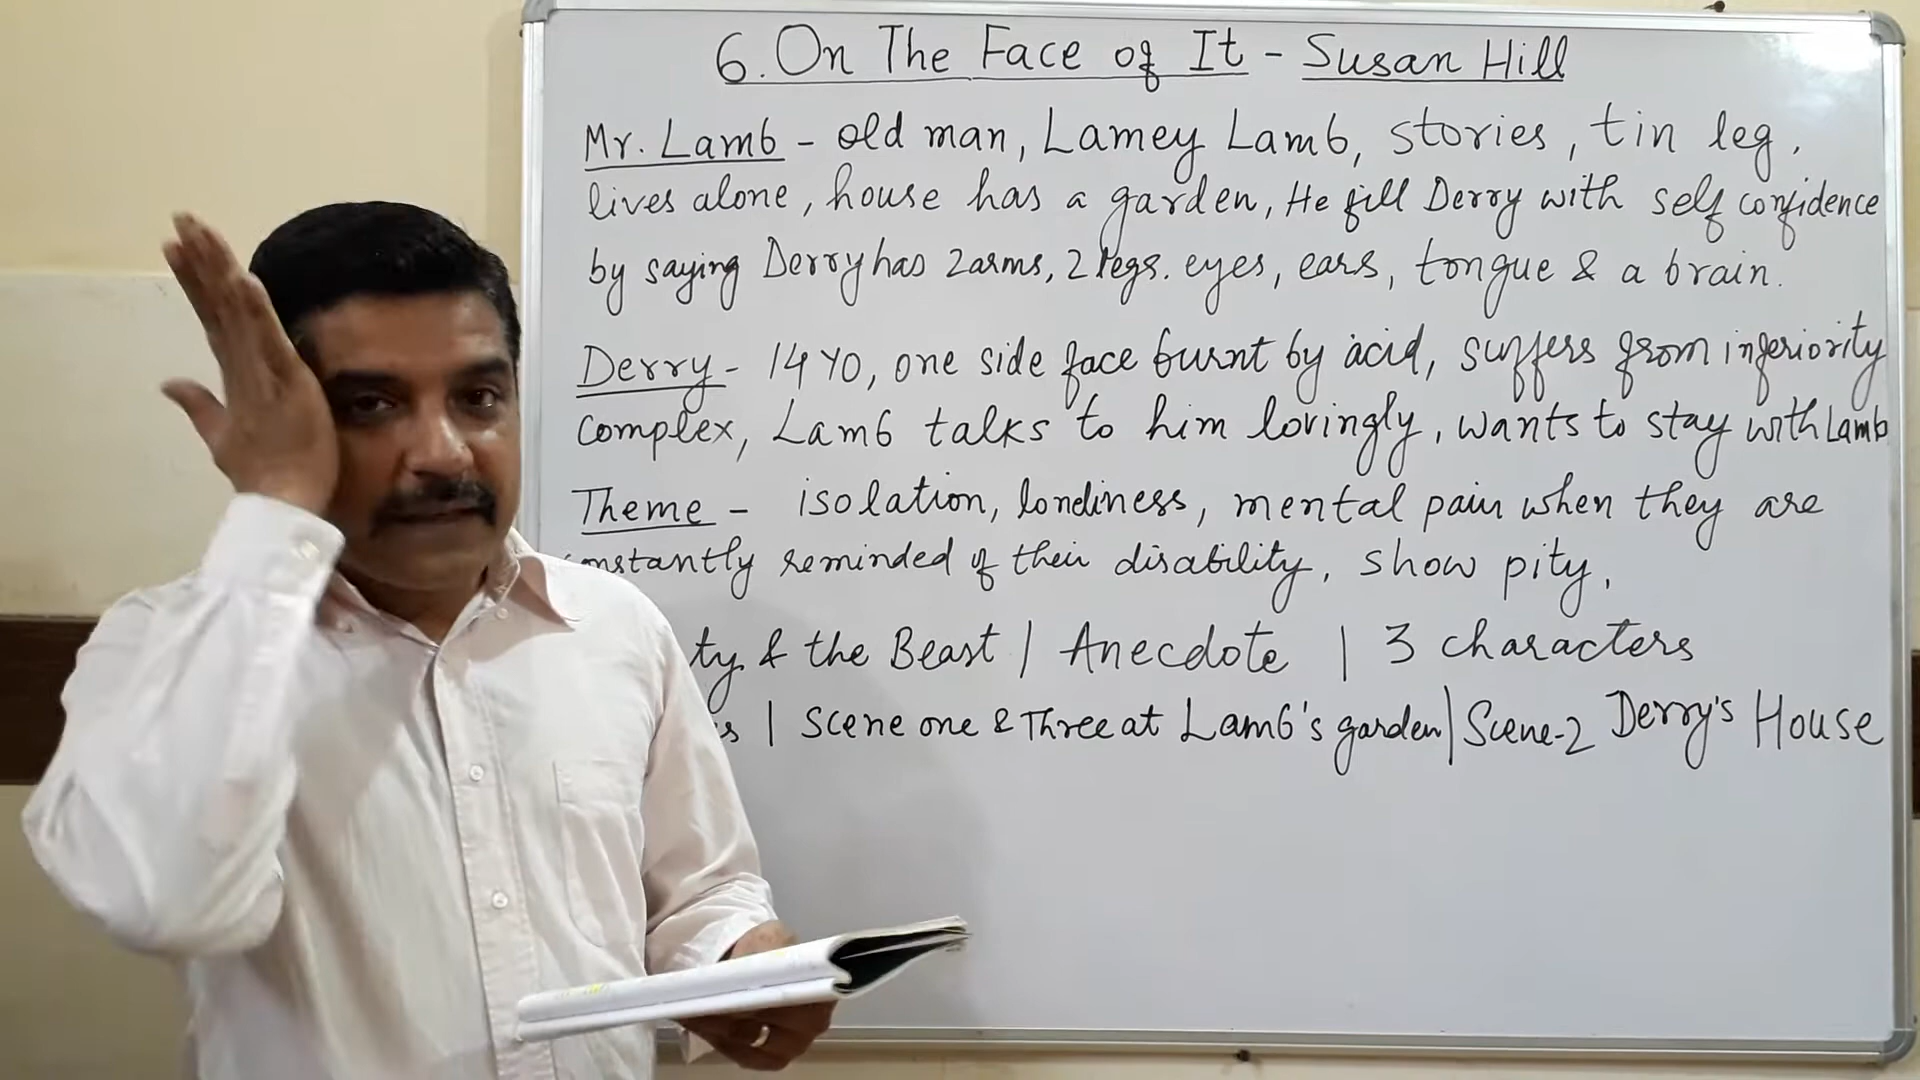 6. On The Face of It - Susan Hill
Mr. Lamb - old man, Lamey Lamb, stories, tin leg,
lives alone, house has a garden, He fill Derry with self confidence
by saying Derry has 2 arms, 2 legs. eyes, ears, tongue & a brain.
Derry - 14 YO, one side face burnt by acid, suffers from inferiority
complex, Lamb talks to him lovingly, wants to stay with Lamb
Theme - isolation, loneliness, mental pain when they are
onstantly reminded of their disability, show pity,
ty & the Beast | Anecdote | 3 characters
s | Scene one & Three at Lamb's garden | Scene-2 Derry's House